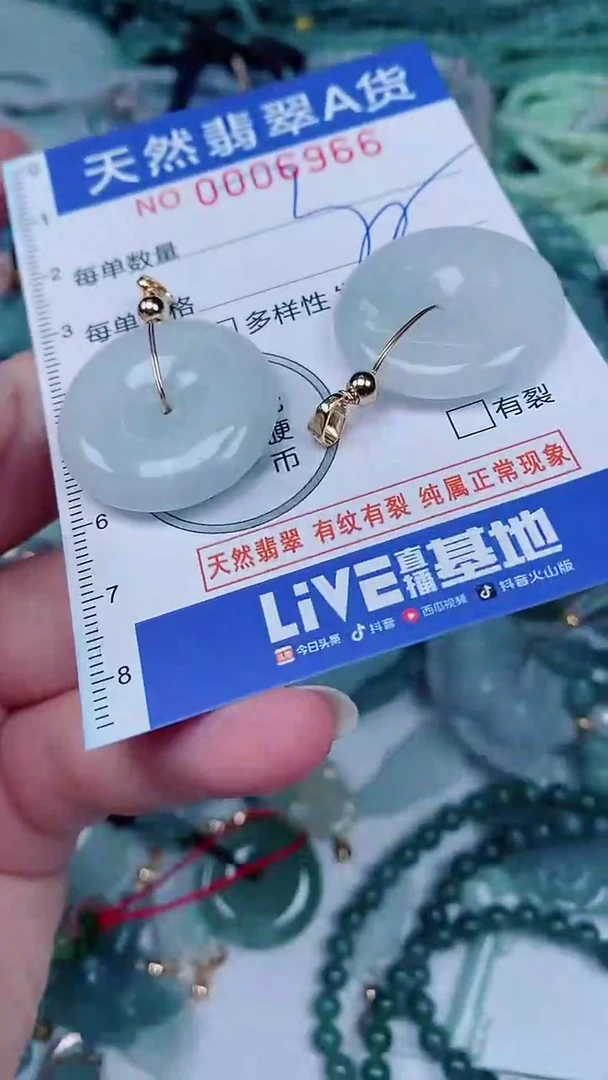 天然翡翠A货
NO 0006966
0
1
2
3
6
7
8
每单数量
每单 格
多样性
硬
币
有裂
天然翡翠 有纹有裂 纯属正常现象
LiVE直播基地
今日头条 抖音 西瓜视频 抖音火山版